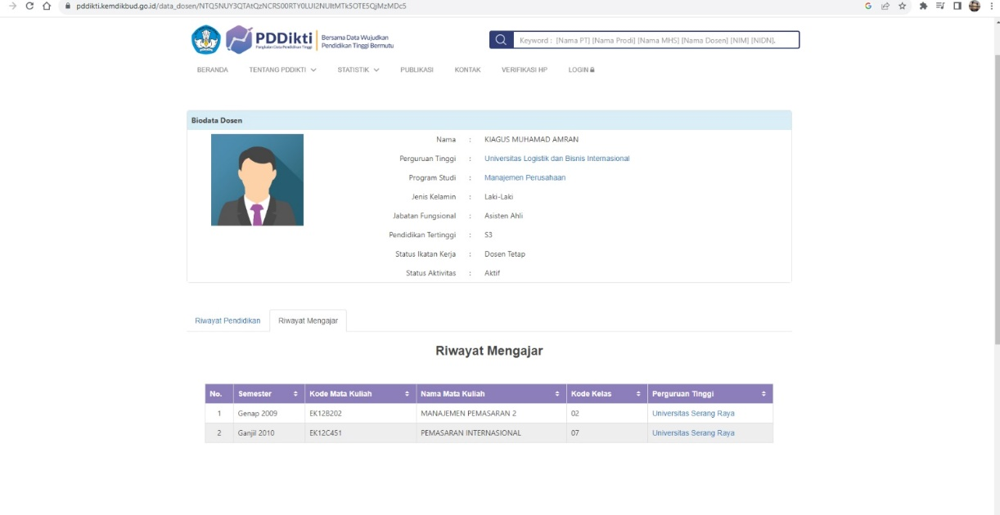 pddikti.kemdikbud.go.id/data_dosen/NTQ5NUY3QTAtQzNCRS00RTY0LUI2NUItMTk5OTE5QjMzMDc5
PDDikti
Pangkalan Data Pendidikan Tinggi
Bersama Data Wujudkan
Pendidikan Tinggi Bermutu
Keyword : [Nama PT] [Nama Prodi] [Nama MHS] [Nama Dosen] [NIM] [NIDN],
BERANDA TENTANG PDDIKTI STATISTIK PUBLIKASI KONTAK VERIFIKASI HP LOGIN
Biodata Dosen
Nama : KIAGUS MUHAMAD AMRAN
Perguruan Tinggi : Universitas Logistik dan Bisnis Internasional
Program Studi : Manajemen Perusahaan
Jenis Kelamin : Laki-Laki
Jabatan Fungsional : Asisten Ahli
Pendidikan Tertinggi : S3
Status Ikatan Kerja : Dosen Tetap
Status Aktivitas : Aktif
Riwayat Pendidikan Riwayat Mengajar
Riwayat Mengajar
No. Semester Kode Mata Kuliah Nama Mata Kuliah Kode Kelas Perguruan Tinggi
1 Genap 2009 EK12B202 MANAJEMEN PEMASARAN 2 02 Universitas Serang Raya
2 Ganjil 2010 EK12C451 PEMASARAN INTERNASIONAL 07 Universitas Serang Raya